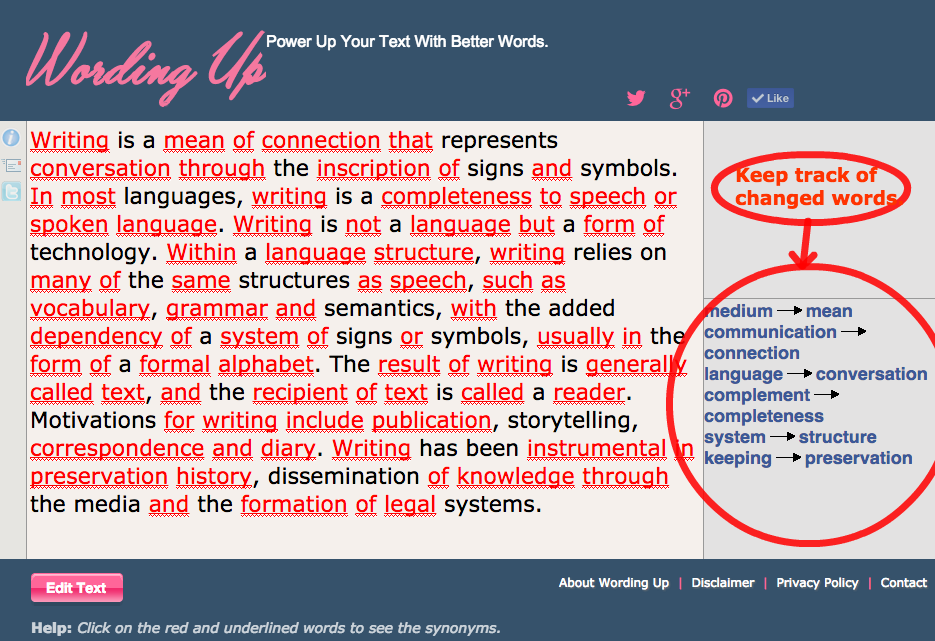 Wording Up
Power Up Your Text With Better Words.
Like
Keep track of
changed words
Writing is a mean of connection that represents
conversation through the inscription of signs and symbols.
In most languages, writing is a completeness to speech or
spoken language. Writing is not a language but a form of
technology. Within a language structure, writing relies on
many of the same structures as speech, such as
vocabulary, grammar and semantics, with the added
dependency of a system of signs or symbols, usually in the
form of a formal alphabet. The result of writing is generally
called text, and the recipient of text is called a reader.
Motivations for writing include publication, storytelling,
correspondence and diary. Writing has been instrumental in
preservation history, dissemination of knowledge through
the media and the formation of legal systems.
medium → mean
communication →
connection
language → conversation
complement →
completeness
system → structure
keeping → preservation
Edit Text
About Wording Up | Disclaimer | Privacy Policy | Contact
Help: Click on the red and underlined words to see the synonyms.